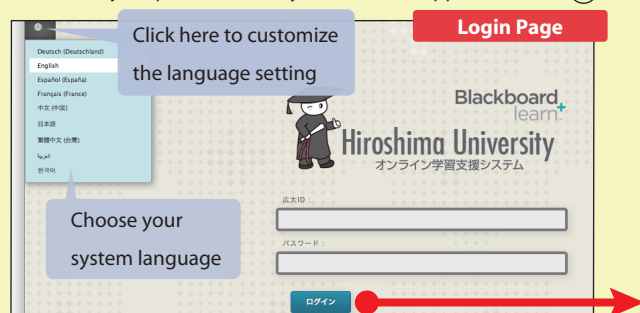 Login Page
Click here to customize
the language setting
Deutsch (Deutschland)
English
Español (España)
Français (France)
中文 (中国)
日本語
繁體中文 (台灣)
العربية
한국어
Choose your
system language
Blackboard
learn+
Hiroshima University
オンライン学習支援システム
広大ID：
パスワード：
ログイン